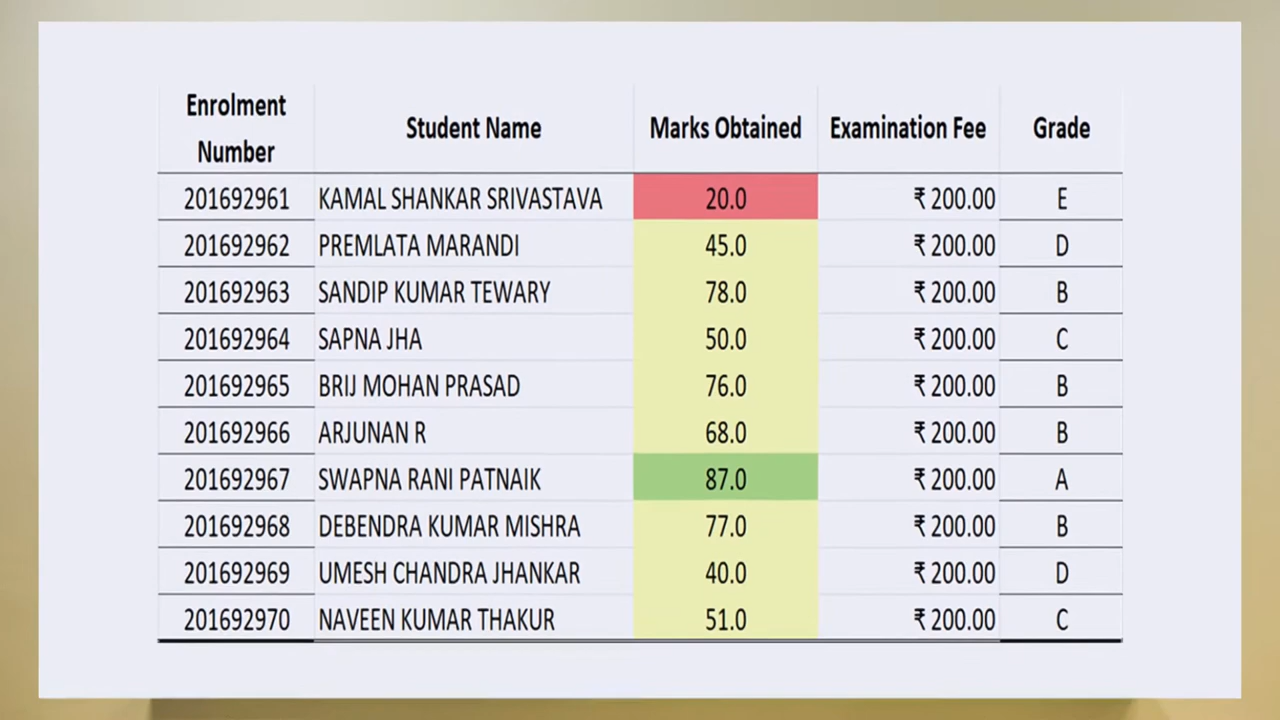 Enrolment Number Student Name Marks Obtained Examination Fee Grade
201692961 KAMAL SHANKAR SRIVASTAVA 20.0 ₹ 200.00 E
201692962 PREMLATA MARANDI 45.0 ₹ 200.00 D
201692963 SANDIP KUMAR TEWARY 78.0 ₹ 200.00 B
201692964 SAPNA JHA 50.0 ₹ 200.00 C
201692965 BRIJ MOHAN PRASAD 76.0 ₹ 200.00 B
201692966 ARJUNAN R 68.0 ₹ 200.00 B
201692967 SWAPNA RANI PATNAIK 87.0 ₹ 200.00 A
201692968 DEBENDRA KUMAR MISHRA 77.0 ₹ 200.00 B
201692969 UMESH CHANDRA JHANKAR 40.0 ₹ 200.00 D
201692970 NAVEEN KUMAR THAKUR 51.0 ₹ 200.00 C